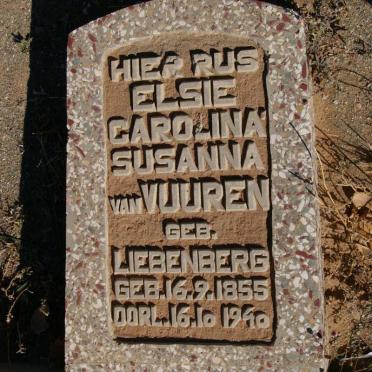 HIER RUS
ELSIE
CAROLINA
SUSANNA
VAN VUUREN
GEB.
LIEBENBERG
GEB. 16.9.1855
OORL. 16.10 1940